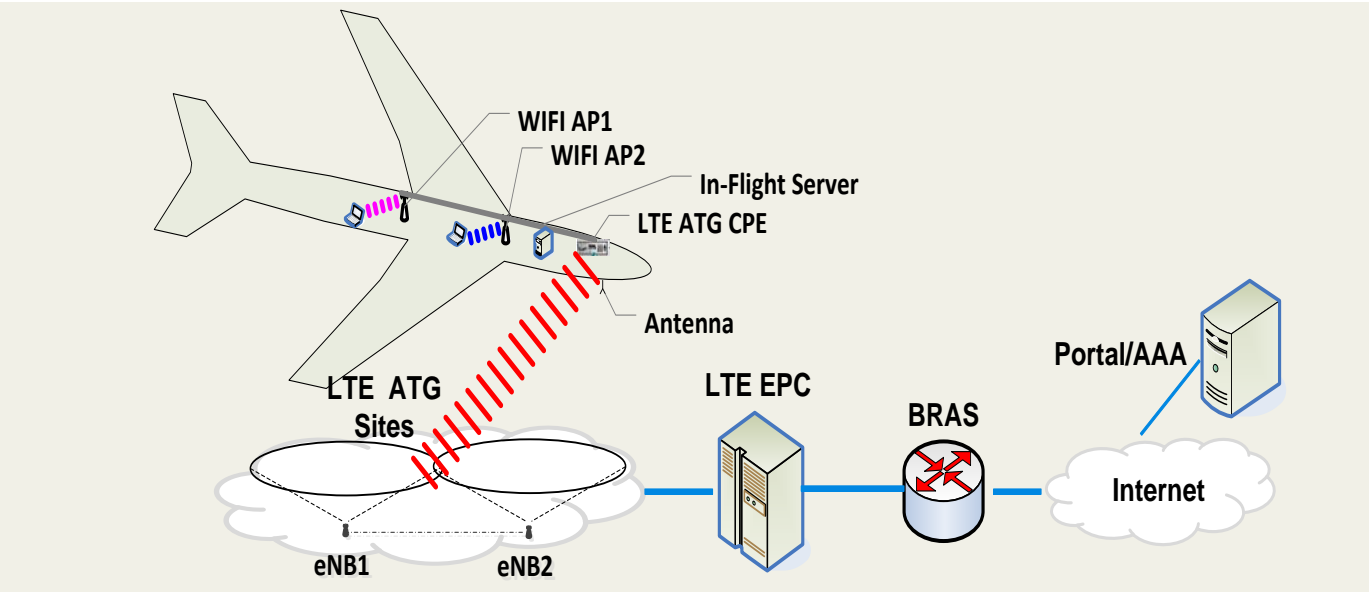 WIFI AP1
WIFI AP2
In-Flight Server
LTE ATG CPE
Antenna
LTE ATG
Sites
eNB1
eNB2
LTE EPC
BRAS
Portal/AAA
Internet